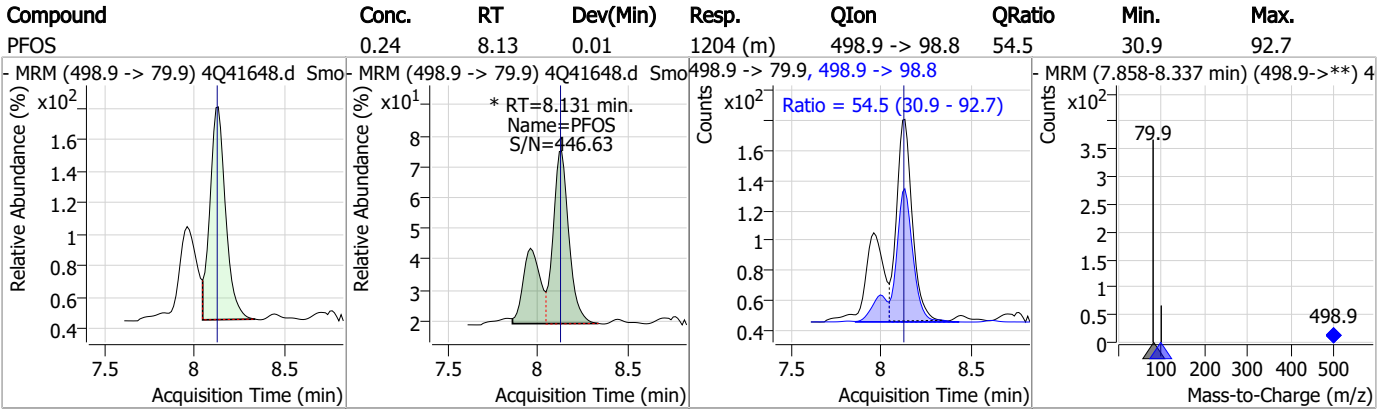 Compound Conc. RT Dev(Min) Resp. QIon QRatio Min. Max.
PFOS 0.24 8.13 0.01 1204 (m) 498.9 -> 98.8 54.5 30.9 92.7
- MRM (498.9 -> 79.9) 4Q41648.d Smo
Relative Abundance (%)
x10²
1.6
1.4
1.2
1
0.8
0.6
0.4
7.5 8 8.5
Acquisition Time (min)
- MRM (498.9 -> 79.9) 4Q41648.d Smo
Relative Abundance (%)
x10¹
* RT=8.131 min.
Name=PFOS
S/N=446.63
8
7
6
5
4
3
2
7.5 8 8.5
Acquisition Time (min)
498.9 -> 79.9, 498.9 -> 98.8
Counts
x10²
Ratio = 54.5 (30.9 - 92.7)
1.6
1.4
1.2
1
0.8
0.6
0.4
7.5 8 8.5
Acquisition Time (min)
- MRM (7.858-8.337 min) (498.9->**) 4
Counts
x10²
79.9
3.5
3
2.5
2
1.5
1
0.5
0
498.9
100 200 300 400 500
Mass-to-Charge (m/z)